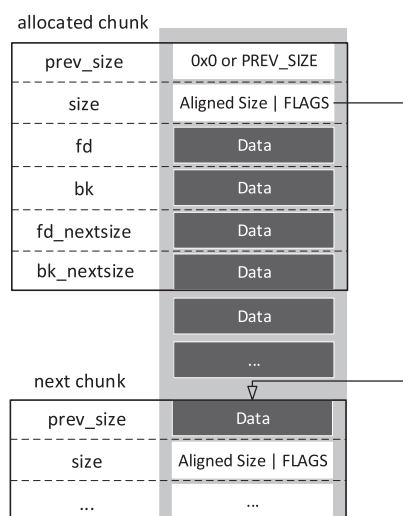 allocated chunk
prev_size 0x0 or PREV_SIZE
size Aligned Size | FLAGS
fd Data
bk Data
fd_nextsize Data
bk_nextsize Data
Data
...
next chunk
prev_size Data
size Aligned Size | FLAGS
... ...